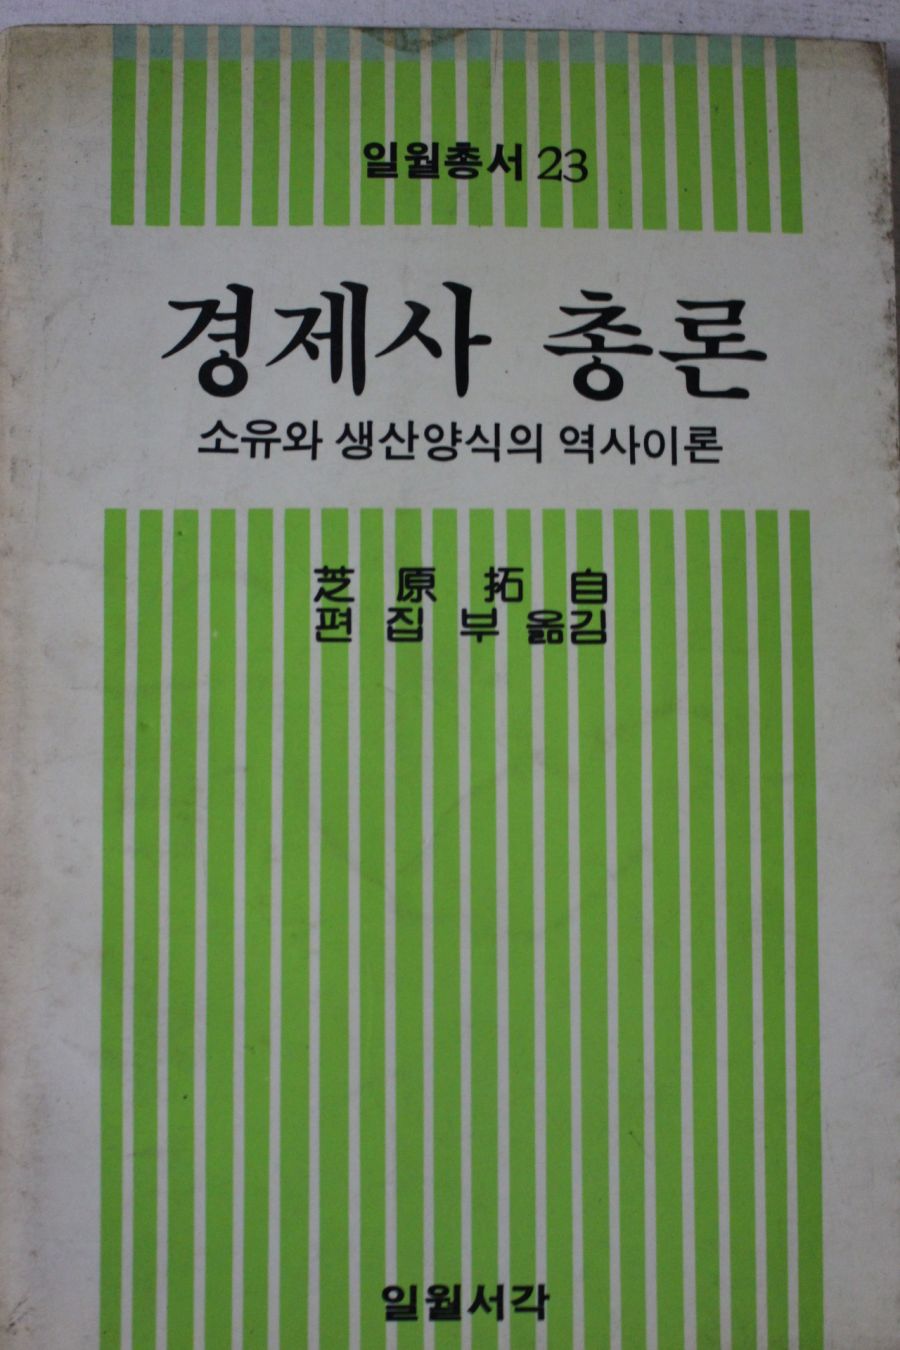 일월총서 23
경제사 총론
소유와 생산양식의 역사이론
芝原拓自
편집부 옮김
일월서각